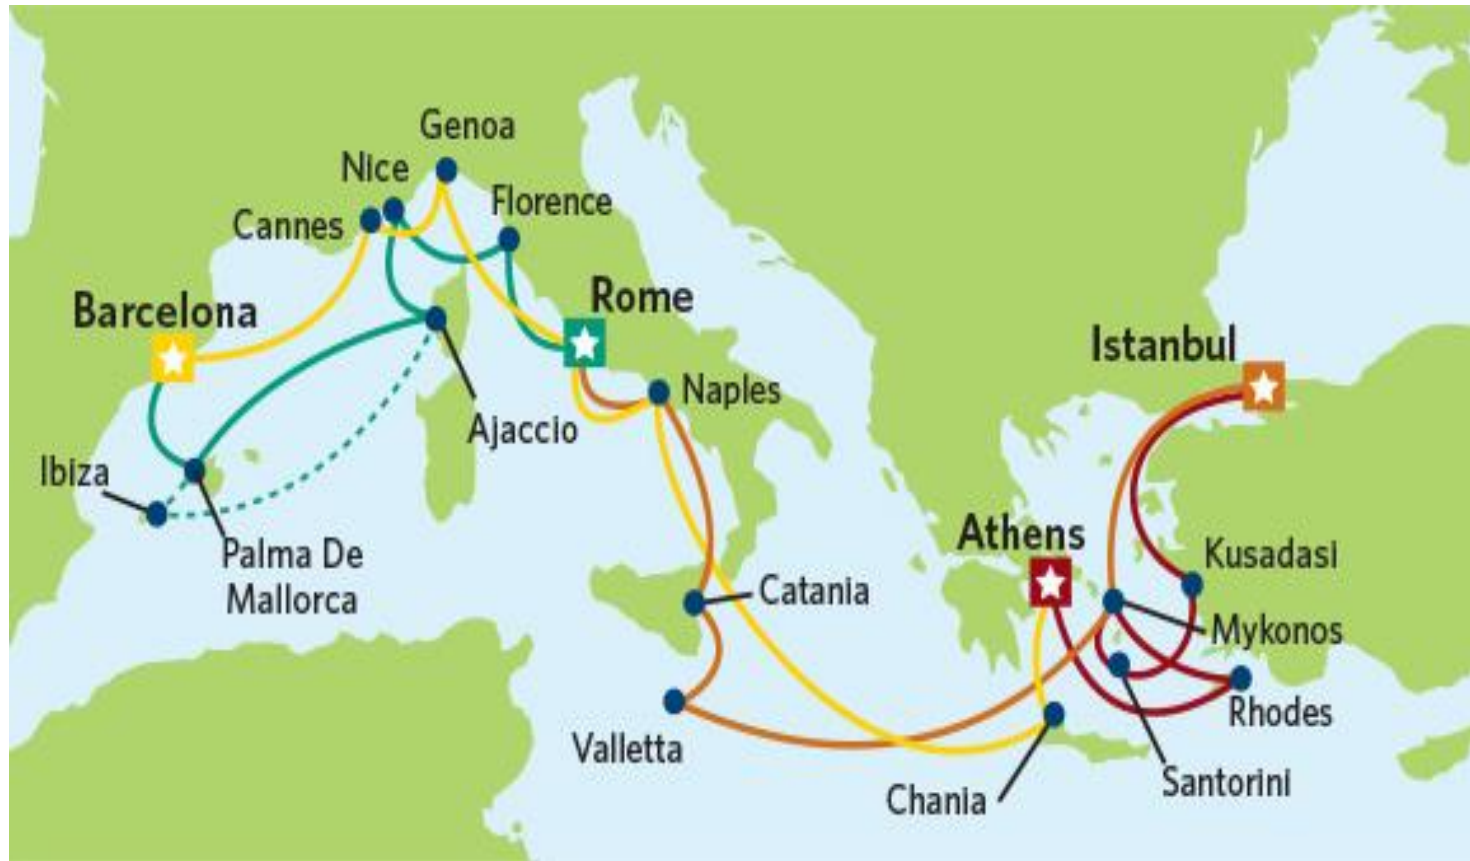 Genoa
Nice
Florence
Cannes
Rome
Barcelona
Istanbul
Naples
Ajaccio
Ibiza
Athens
Kusadasi
Palma De
Mallorca
Catania
Mykonos
Rhodes
Valletta
Santorini
Chania